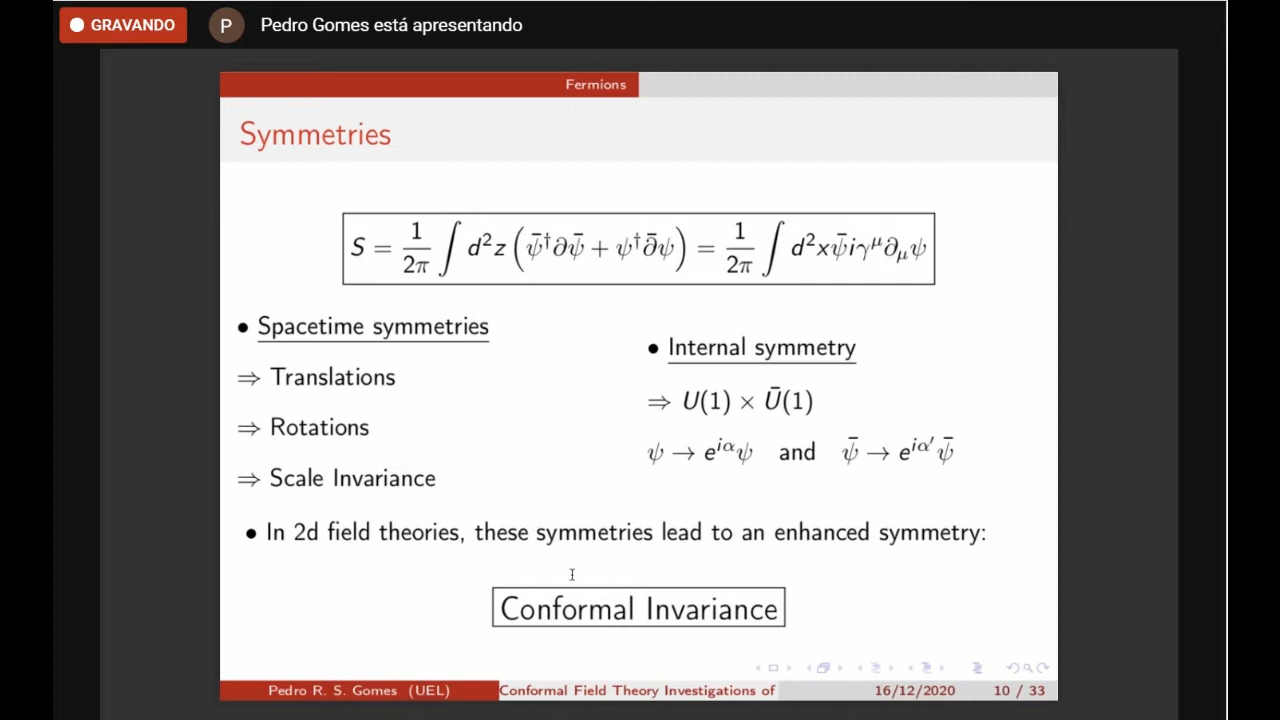 GRAVANDO
P
Pedro Gomes está apresentando
Fermions
Symmetries
S = \frac{1}{2π} ∫ d²z (ψ̄†∂ψ̄ + ψ†∂̄ψ) = \frac{1}{2π} ∫ d²x ψ̄iγ^μ∂_μψ
• Spacetime symmetries
⇒ Translations
⇒ Rotations
⇒ Scale Invariance
• Internal symmetry
⇒ U(1) × Ū(1)
ψ → e^{iα}ψ and ψ̄ → e^{iα′}ψ̄
• In 2d field theories, these symmetries lead to an enhanced symmetry:
Conformal Invariance
Pedro R. S. Gomes (UEL)
Conformal Field Theory Investigations of
16/12/2020
10 / 33